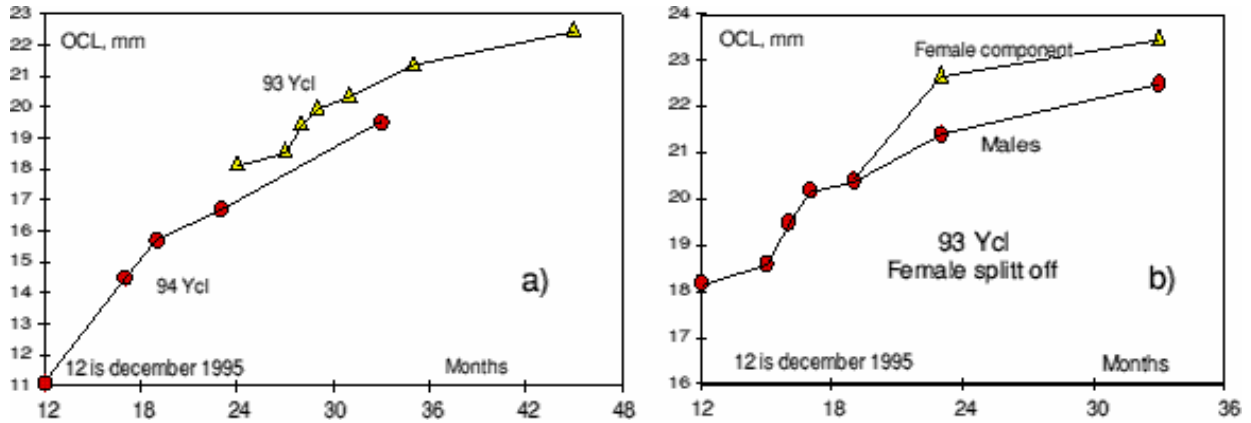 23
22
21
20
19
18
17
16
15
14
13
12
11
OCL, mm
93 Ycl
94 Ycl
a)
12 is december 1995
Months
12 18 24 30 36 42 48
24
23
22
21
20
19
18
17
16
OCL, mm
Female component
Males
93 Ycl
Female splitt off
b)
12 is december 1995
Months
12 18 24 30 36